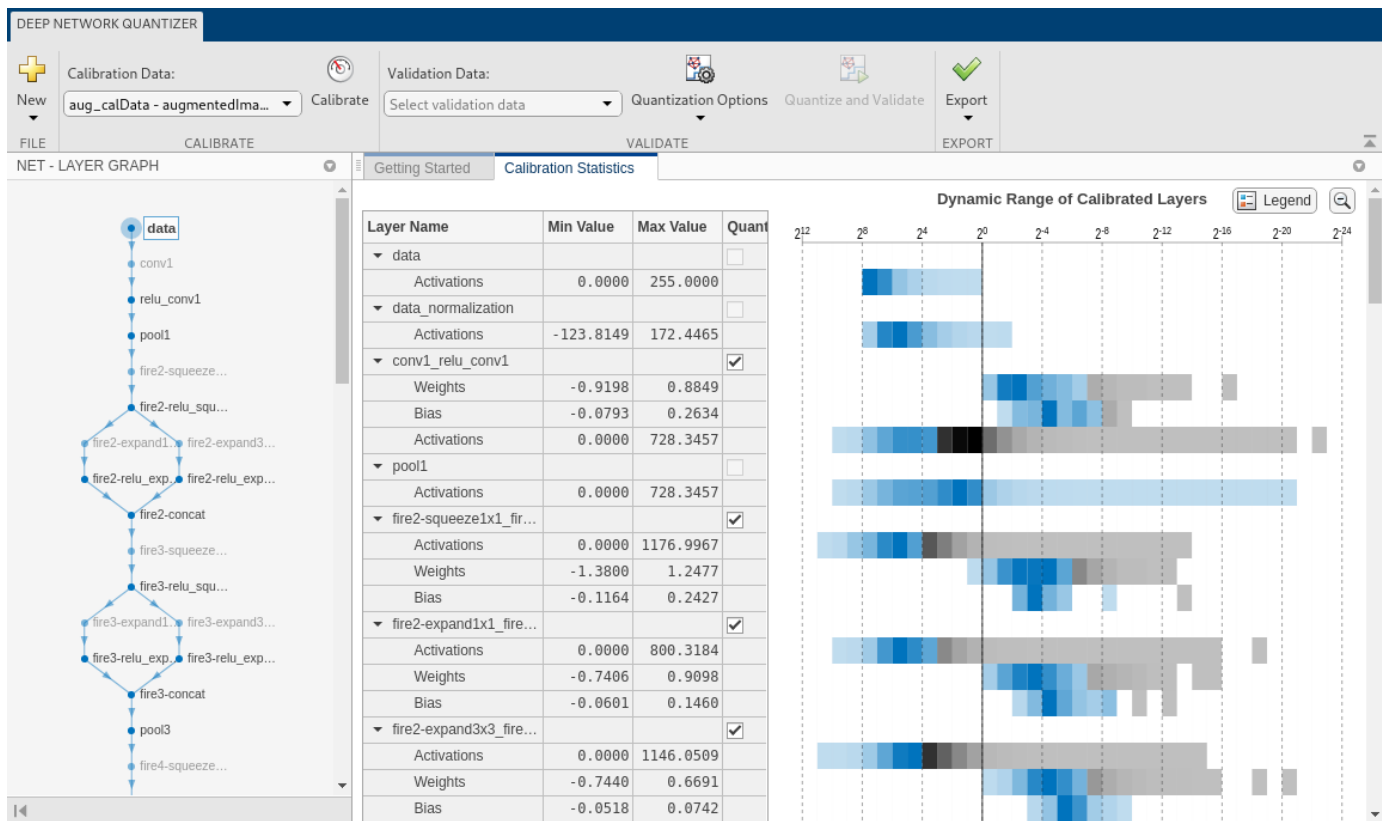 DEEP NETWORK QUANTIZER
Calibration Data:
Validation Data:
New
aug_calData - augmentedIma...
Calibrate
Select validation data
Quantization Options
Quantize and Validate
Export
FILE
CALIBRATE
VALIDATE
EXPORT
NET - LAYER GRAPH
Getting Started
Calibration Statistics
data
conv1
relu_conv1
pool1
fire2-squeeze...
fire2-relu_squ...
fire2-expand1... fire2-expand3...
fire2-relu_exp... fire2-relu_exp...
fire2-concat
fire3-squeeze...
fire3-relu_squ...
fire3-expand1... fire3-expand3...
fire3-relu_exp... fire3-relu_exp...
fire3-concat
pool3
fire4-squeeze...
Dynamic Range of Calibrated Layers
Legend
Layer Name Min Value Max Value Quant
2^12 2^8 2^4 2^0 2^-4 2^-8 2^-12 2^-16 2^-20 2^-24
data
Activations 0.0000 255.0000
data_normalization
Activations -123.8149 172.4465
conv1_relu_conv1
Weights -0.9198 0.8849
Bias -0.0793 0.2634
Activations 0.0000 728.3457
pool1
Activations 0.0000 728.3457
fire2-squeeze1x1_fir...
Activations 0.0000 1176.9967
Weights -1.3800 1.2477
Bias -0.1164 0.2427
fire2-expand1x1_fire...
Activations 0.0000 800.3184
Weights -0.7406 0.9098
Bias -0.0601 0.1460
fire2-expand3x3_fire...
Activations 0.0000 1146.0509
Weights -0.7440 0.6691
Bias -0.0518 0.0742